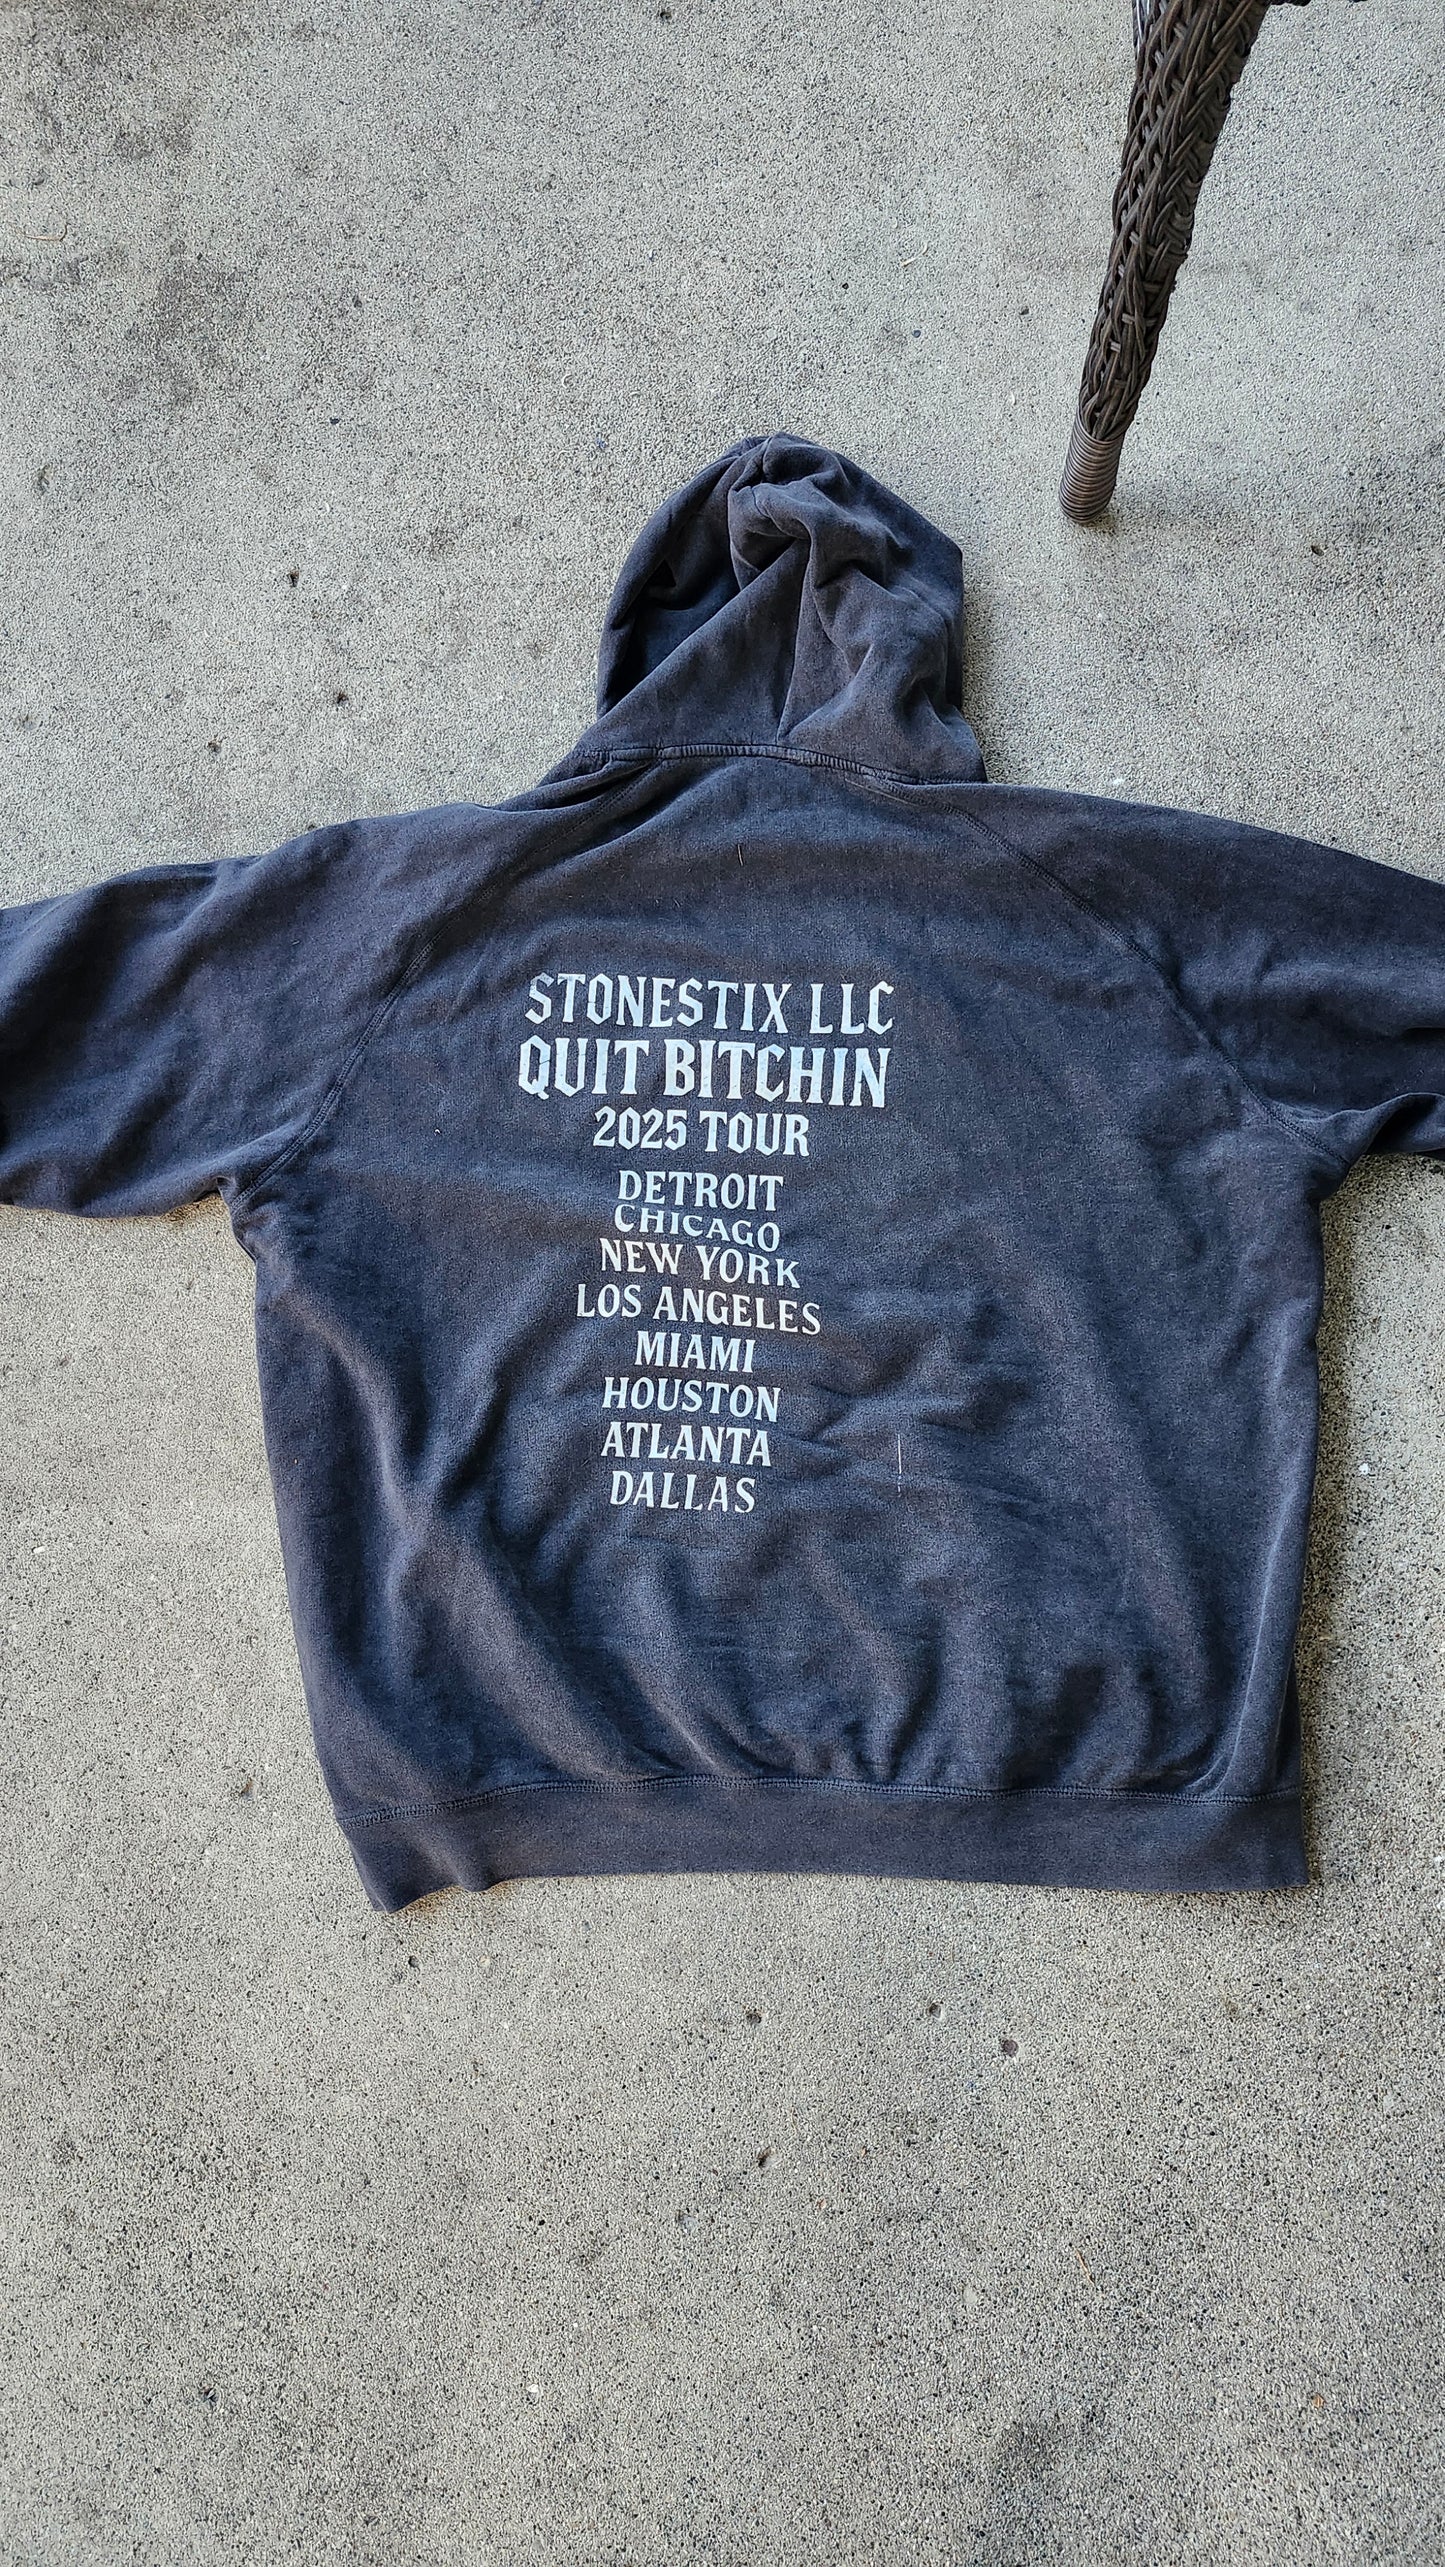 STONESTIX LLC
QUIT BITCHIN
2025 TOUR
DETROIT
CHICAGO
NEW YORK
LOS ANGELES
MIAMI
HOUSTON
ATLANTA
DALLAS